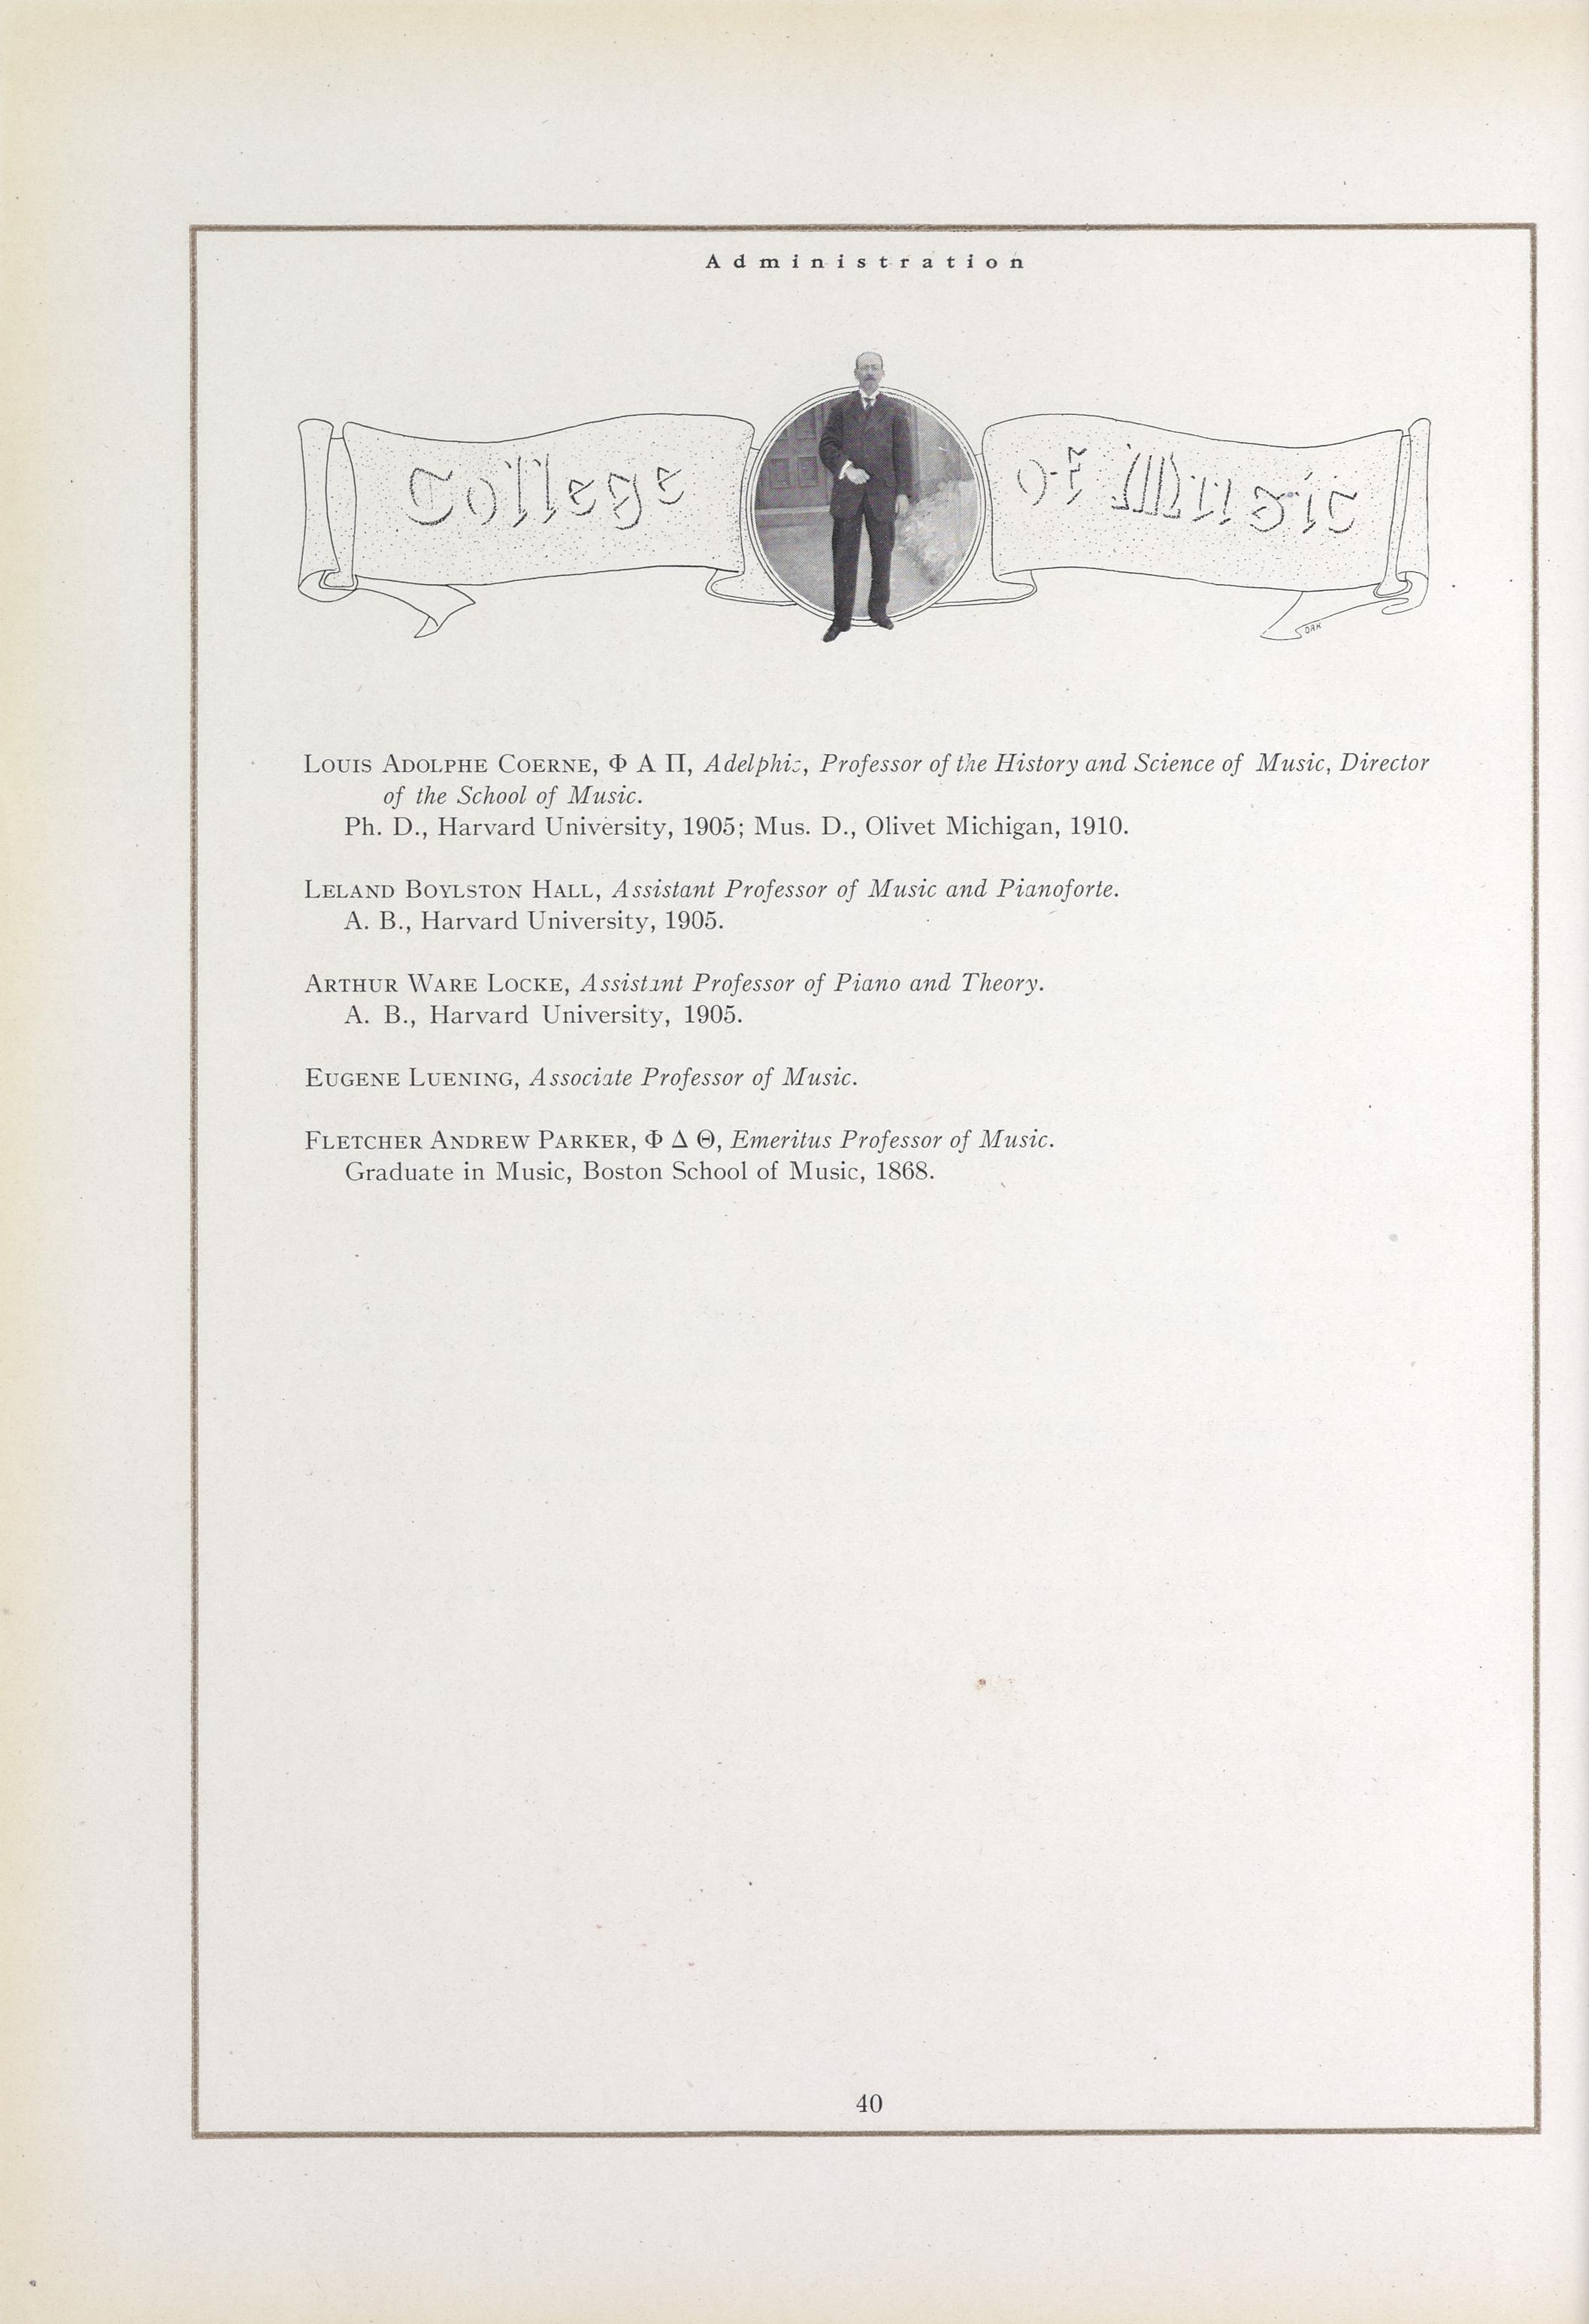 Administration
College of Music
DRK
LOUIS ADOLPHE COERNE, Φ Α Π, Adelphic, Professor of the History and Science of Music, Director
of the School of Music.
Ph. D., Harvard University, 1905; Mus. D., Olivet Michigan, 1910.
LELAND BOYLSTON HALL, Assistant Professor of Music and Pianoforte.
A. B., Harvard University, 1905.
ARTHUR WARE LOCKE, Assistant Professor of Piano and Theory.
A. B., Harvard University, 1905.
EUGENE LUENING, Associate Professor of Music.
FLETCHER ANDREW PARKER, Φ Δ Θ, Emeritus Professor of Music.
Graduate in Music, Boston School of Music, 1868.
40